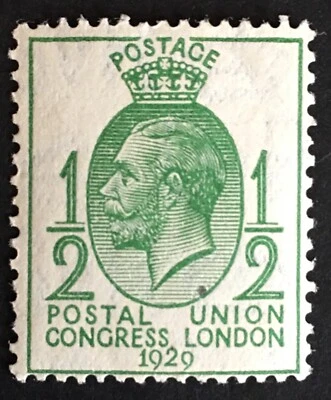 POSTAGE
1/2 1/2
POSTAL UNION
CONGRESS, LONDON
1929